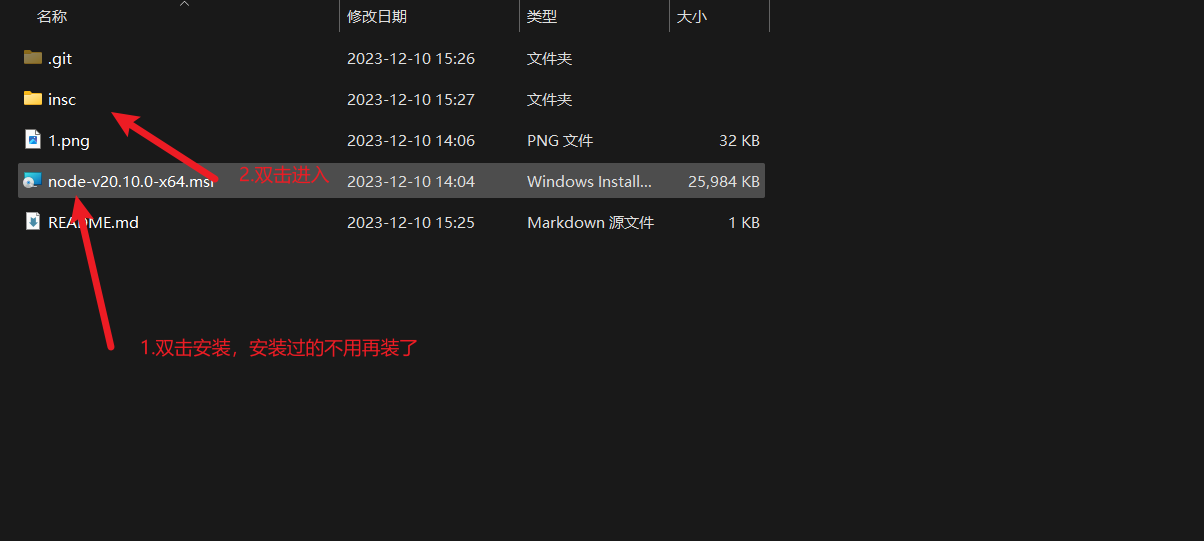 名称 修改日期 类型 大小
.git 2023-12-10 15:26 文件夹
insc 2023-12-10 15:27 文件夹
1.png 2023-12-10 14:06 PNG 文件 32 KB
2.双击进入
node-v20.10.0-x64.msi 2023-12-10 14:04 Windows Install... 25,984 KB
README.md 2023-12-10 15:25 Markdown 源文件 1 KB
1.双击安装，安装过的不用再装了